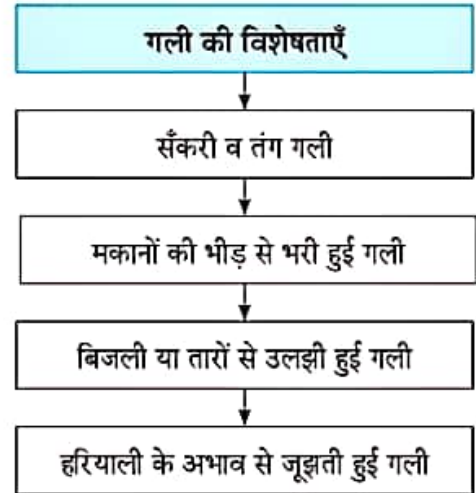 गली की विशेषताएँ
सँकरी व तंग गली
मकानों की भीड़ से भरी हुई गली
बिजली या तारों से उलझी हुई गली
हरियाली के अभाव से जूझती हुई गली